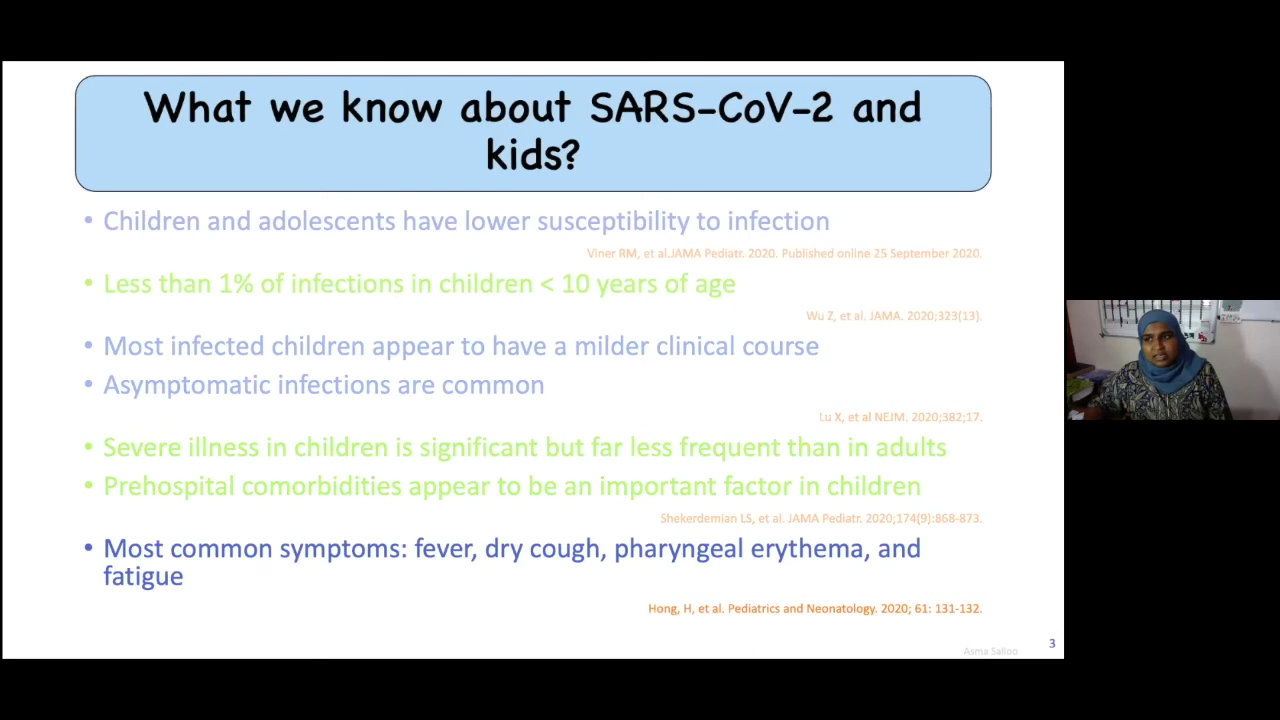 What we know about SARS-CoV-2 and
kids?
• Children and adolescents have lower susceptibility to infection
Viner RM, et al.JAMA Pediatr. 2020. Published online 25 September 2020.
• Less than 1% of infections in children < 10 years of age
Wu Z, et al. JAMA. 2020;323(13).
• Most infected children appear to have a milder clinical course
• Asymptomatic infections are common
Lu X, et al NEJM. 2020;382;17.
• Severe illness in children is significant but far less frequent than in adults
• Prehospital comorbidities appear to be an important factor in children
Shekerdemian LS, et al. JAMA Pediatr. 2020;174(9):868-873.
• Most common symptoms: fever, dry cough, pharyngeal erythema, and
fatigue
Hong, H, et al. Pediatrics and Neonatology. 2020; 61: 131-132.
Asma Salloo
3